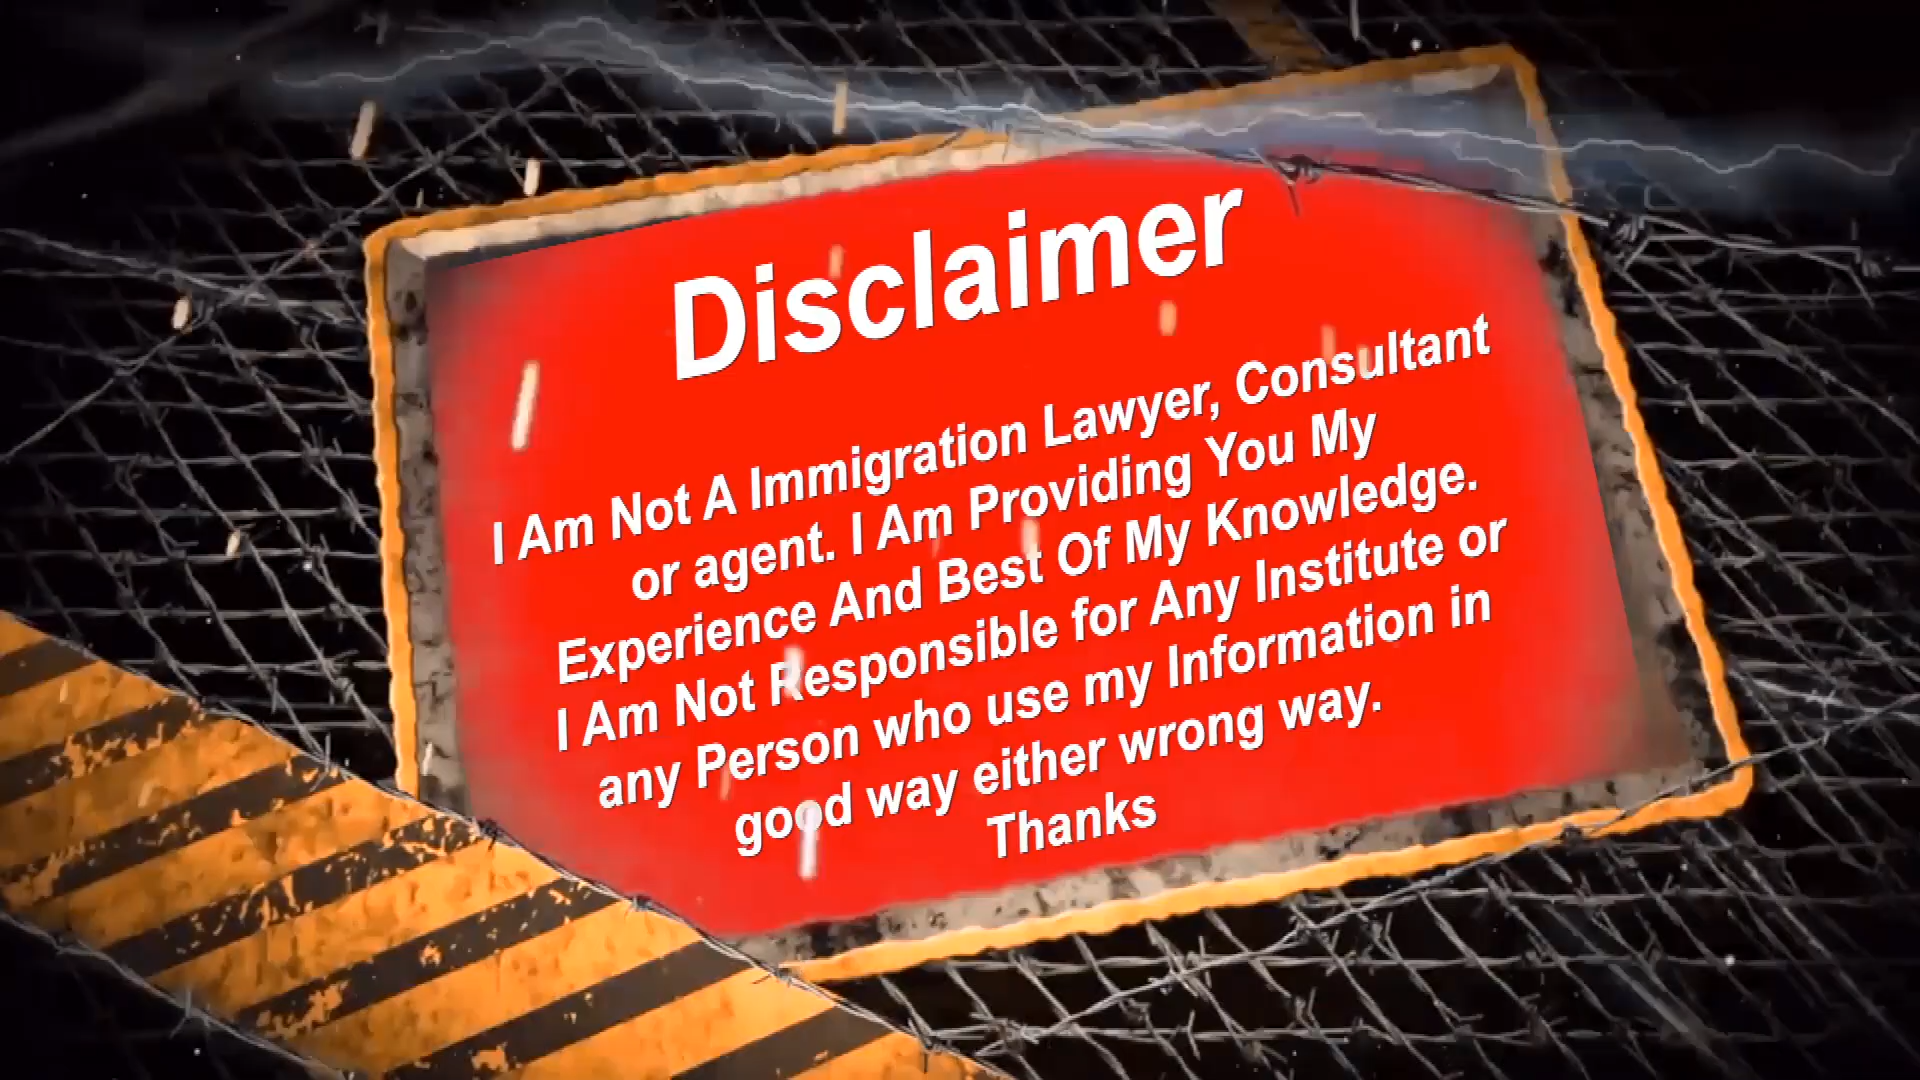 Disclaimer
I Am Not A Immigration Lawyer, Consultant
or agent. I Am Providing You My
Experience And Best Of My Knowledge.
I Am Not Responsible for Any Institute or
any Person who use my Information in
good way either wrong way.
Thanks